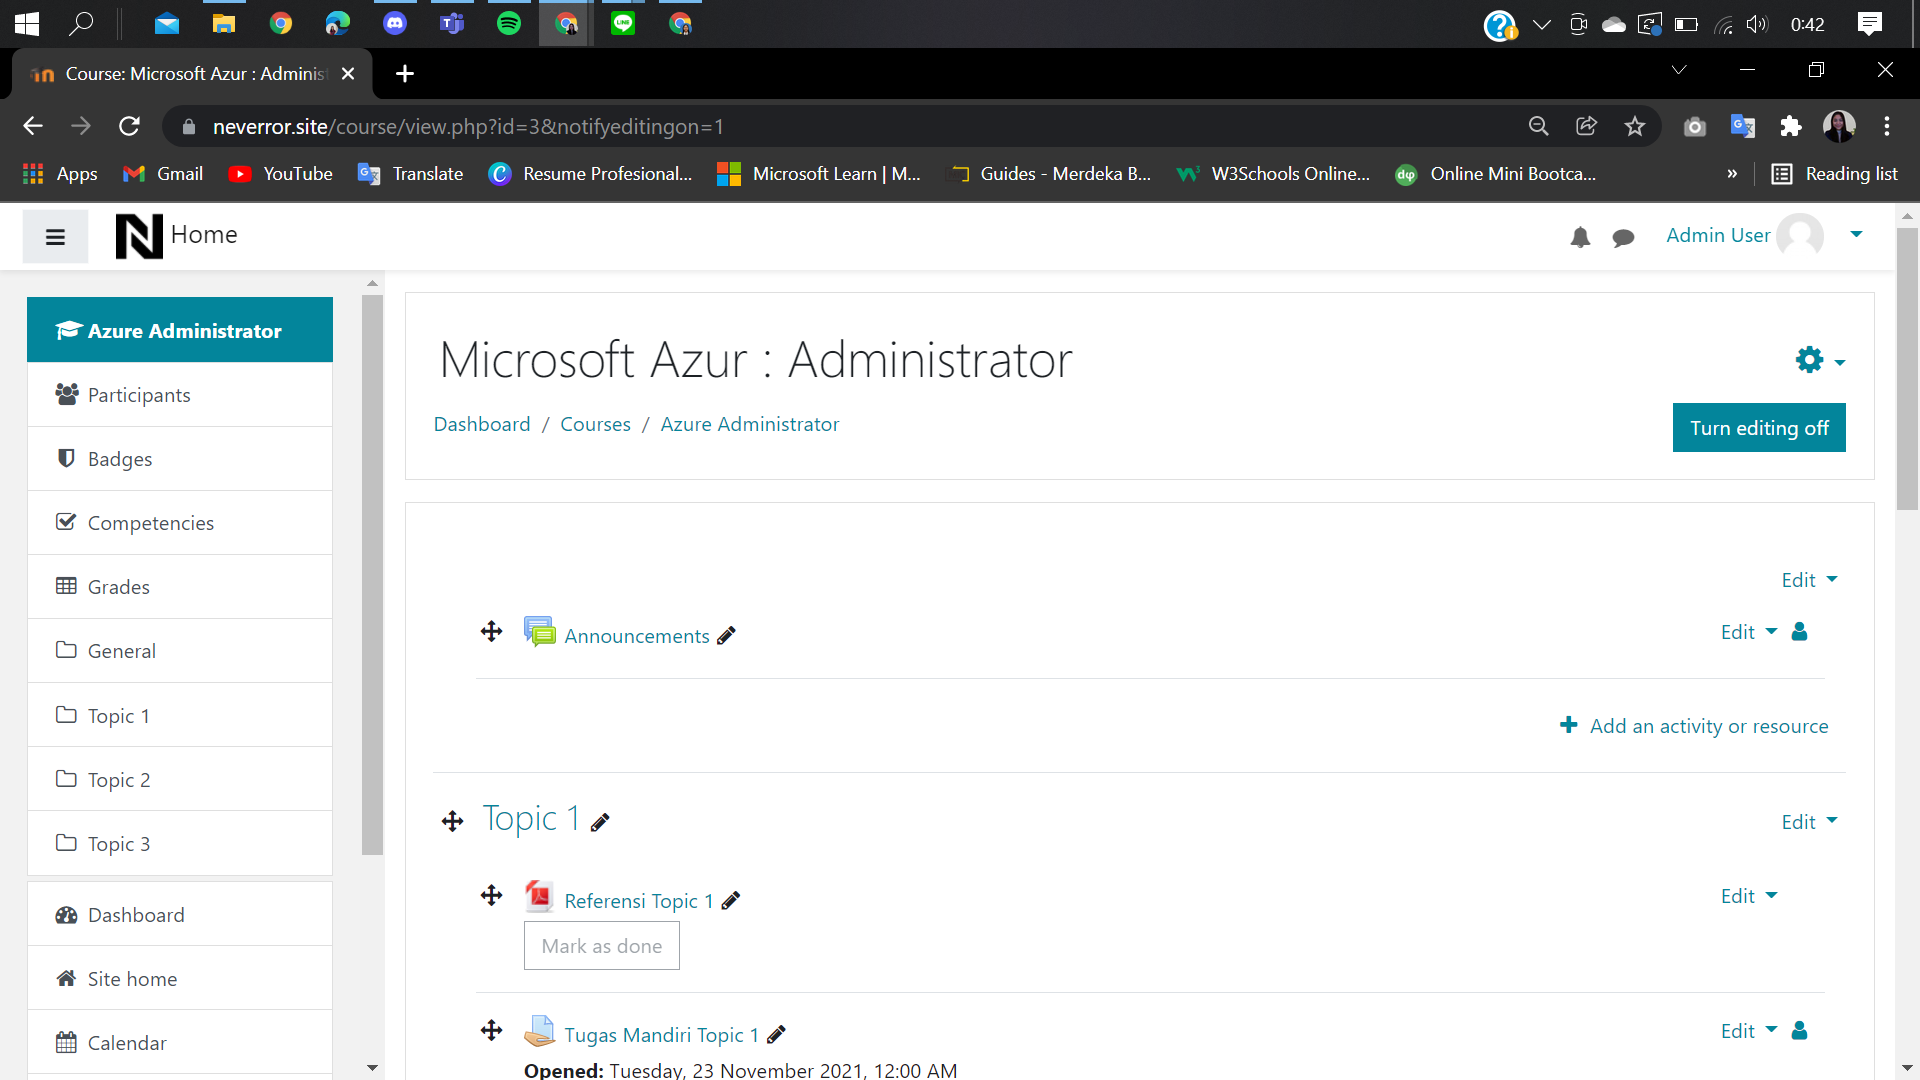 0:42
Course: Microsoft Azur : Adminis
neverror.site/course/view.php?id=3&notifyeditingon=1
Apps Gmail YouTube Translate Resume Profesional... Microsoft Learn | M... Guides - Merdeka B... W3Schools Online... Online Mini Bootca... » Reading list
Home
Admin User
Azure Administrator
Participants
Badges
Competencies
Grades
General
Topic 1
Topic 2
Topic 3
Dashboard
Site home
Calendar
Microsoft Azur : Administrator
Dashboard / Courses / Azure Administrator
Turn editing off
Edit
Announcements
Edit
Add an activity or resource
Topic 1
Edit
Referensi Topic 1
Edit
Mark as done
Tugas Mandiri Topic 1
Edit
Opened: Tuesday, 23 November 2021, 12:00 AM